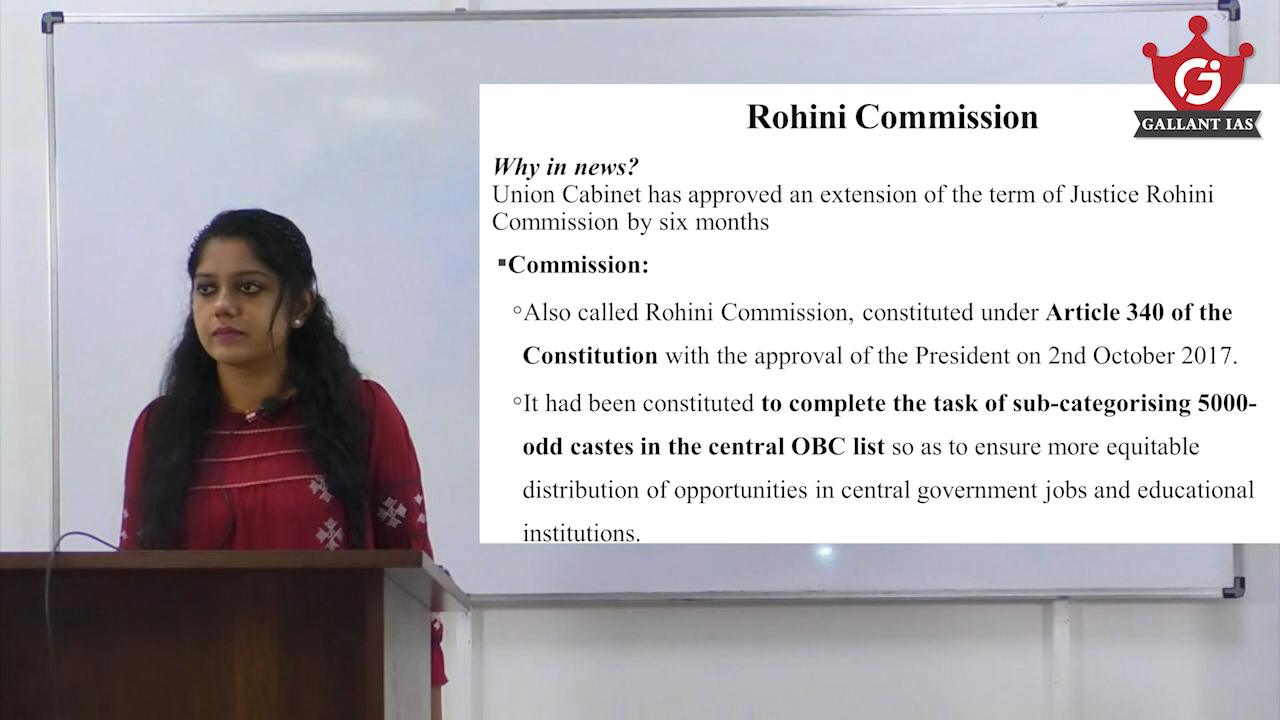 Rohini Commission
GALLANT IAS
Why in news?
Union Cabinet has approved an extension of the term of Justice Rohini
Commission by six months
▪Commission:
○Also called Rohini Commission, constituted under Article 340 of the
Constitution with the approval of the President on 2nd October 2017.
○It had been constituted to complete the task of sub-categorising 5000-
odd castes in the central OBC list so as to ensure more equitable
distribution of opportunities in central government jobs and educational
institutions.